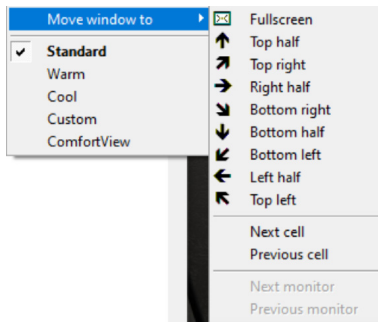 Move window to
Standard
Warm
Cool
Custom
ComfortView
Fullscreen
Top half
Top right
Right half
Bottom right
Bottom half
Bottom left
Left half
Top left
Next cell
Previous cell
Next monitor
Previous monitor